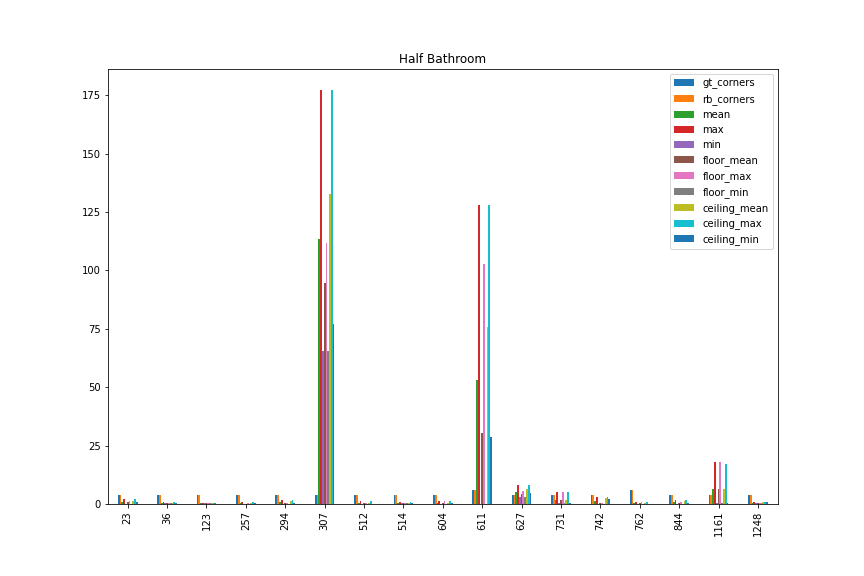 Half Bathroom
175
150
125
100
75
50
25
0
gt_corners
rb_corners
mean
max
min
floor_mean
floor_max
floor_min
ceiling_mean
ceiling_max
ceiling_min
23 36 123 257 294 307 512 514 604 611 627 731 742 762 844 1161 1248